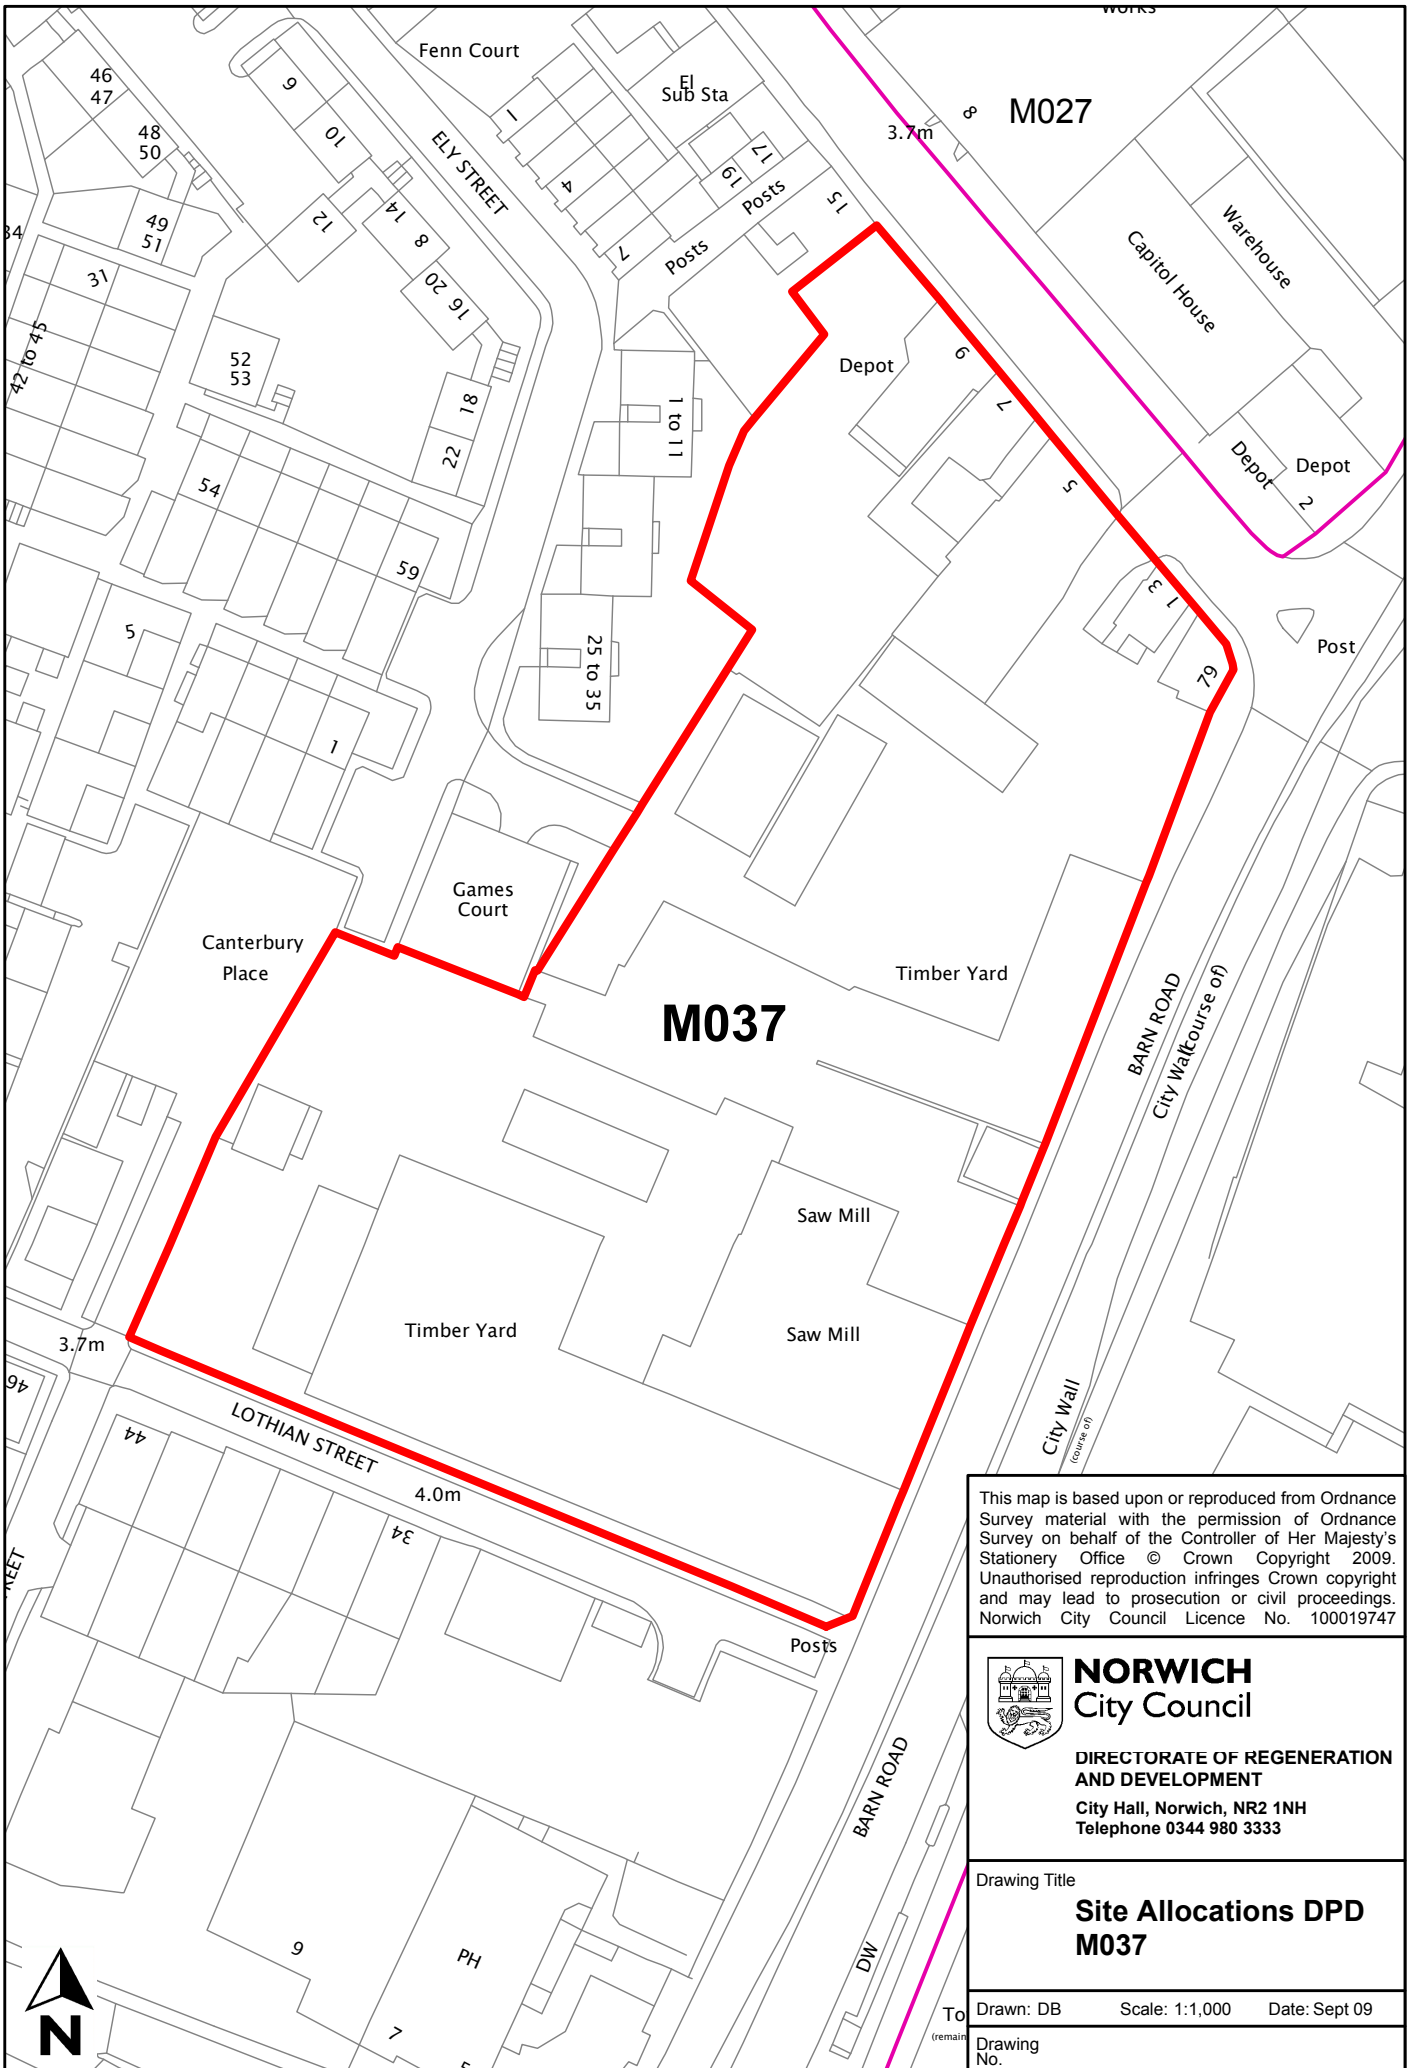 Works
Fenn Court
El
Sub Sta
M027
3.7m
8
46
47
48
50
9
10
ELY STREET
1
4
7
17
19
Posts
15
Posts
12
14
8
16
20
49
51
34
31
42 to 45
52
53
18
22
1 to 11
Depot
9
7
5
Capitol House
Warehouse
Depot
Depot
2
54
59
5
1
25 to 35
3
1
79
Post
Games
Court
Canterbury
Place
M037
Timber Yard
BARN ROAD
City Wall
(course of)
Saw Mill
Saw Mill
Timber Yard
3.7m
46
44
LOTHIAN STREET
4.0m
34
City Wall
(course of)
Posts
BARN ROAD
DW
9
PH
7
5
N
This map is based upon or reproduced from Ordnance
Survey material with the permission of Ordnance
Survey on behalf of the Controller of Her Majesty's
Stationery Office © Crown Copyright 2009.
Unauthorised reproduction infringes Crown copyright
and may lead to prosecution or civil proceedings.
Norwich City Council Licence No. 100019747
NORWICH
City Council
DIRECTORATE OF REGENERATION
AND DEVELOPMENT
City Hall, Norwich, NR2 1NH
Telephone 0344 980 3333
Drawing Title
Site Allocations DPD
M037
Drawn: DB Scale: 1:1,000 Date: Sept 09
Drawing
No.